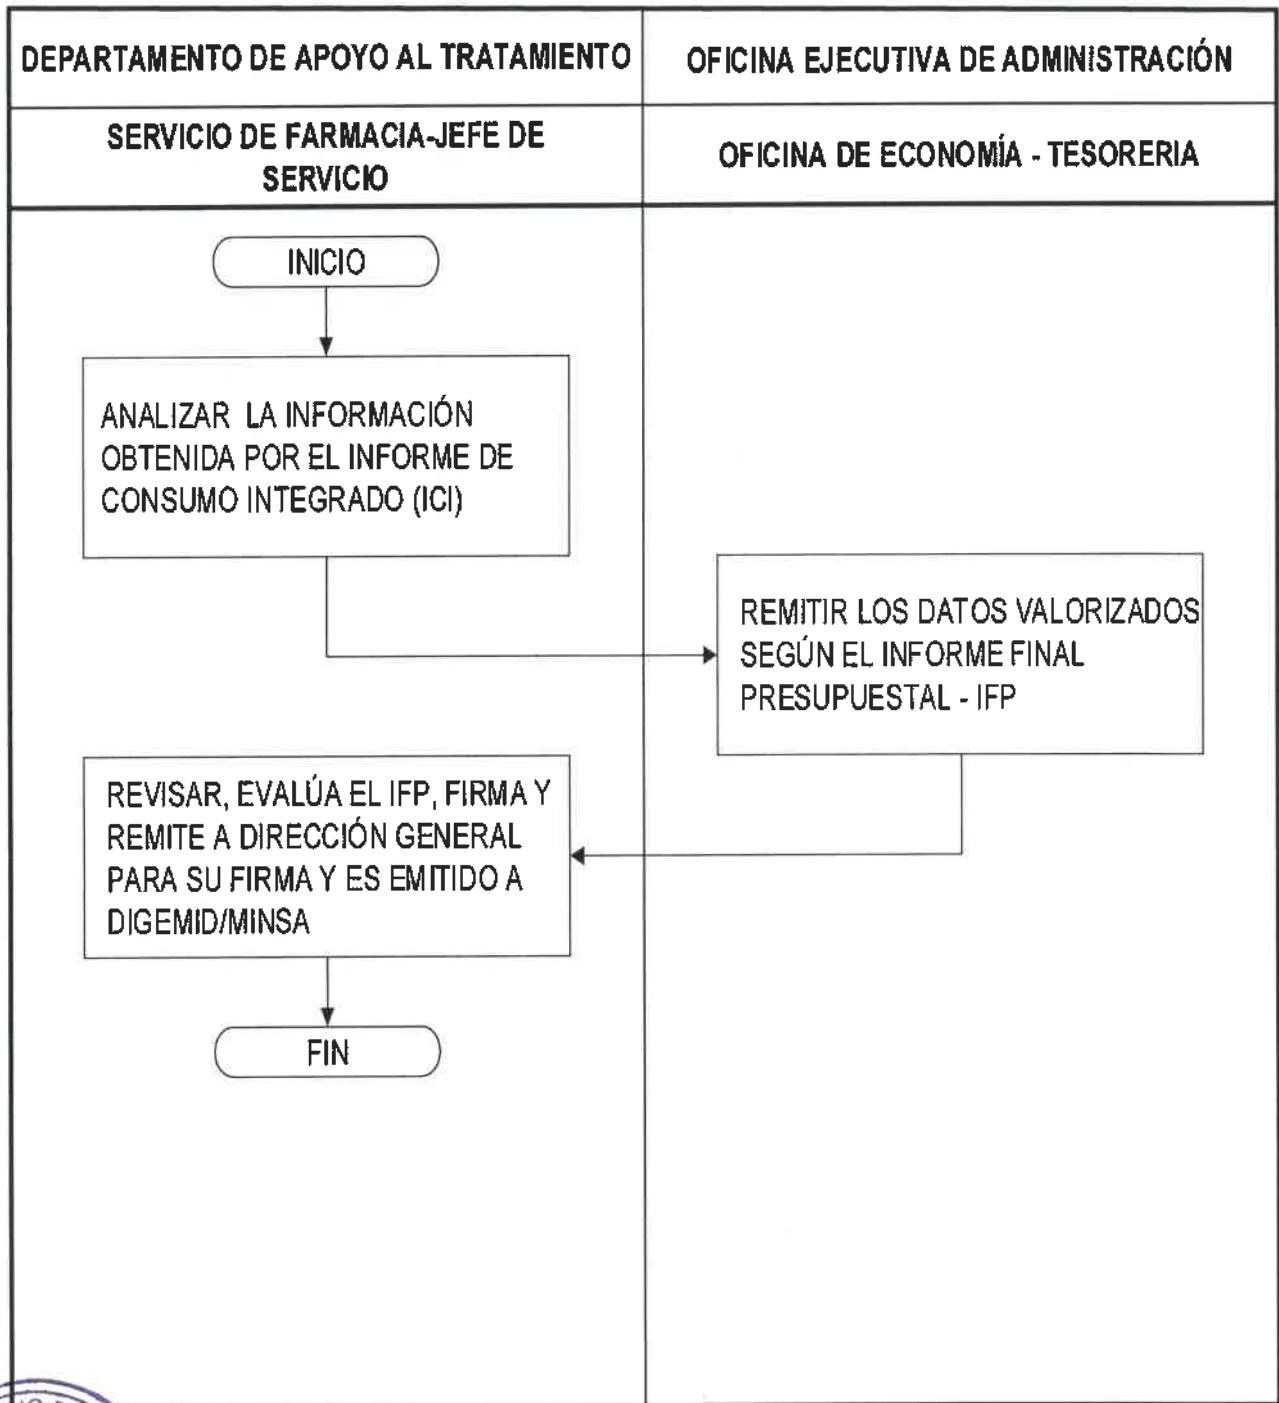 DEPARTAMENTO DE APOYO AL TRATAMIENTO
OFICINA EJECUTIVA DE ADMINISTRACIÓN
SERVICIO DE FARMACIA-JEFE DE
SERVICIO
OFICINA DE ECONOMÍA - TESORERIA
INICIO
ANALIZAR LA INFORMACIÓN
OBTENIDA POR EL INFORME DE
CONSUMO INTEGRADO (ICI)
REMITIR LOS DATOS VALORIZADOS
SEGÚN EL INFORME FINAL
PRESUPUESTAL - IFP
REVISAR, EVALÚA EL IFP, FIRMA Y
REMITE A DIRECCIÓN GENERAL
PARA SU FIRMA Y ES EMITIDO A
DIGEMID/MINSA
FIN